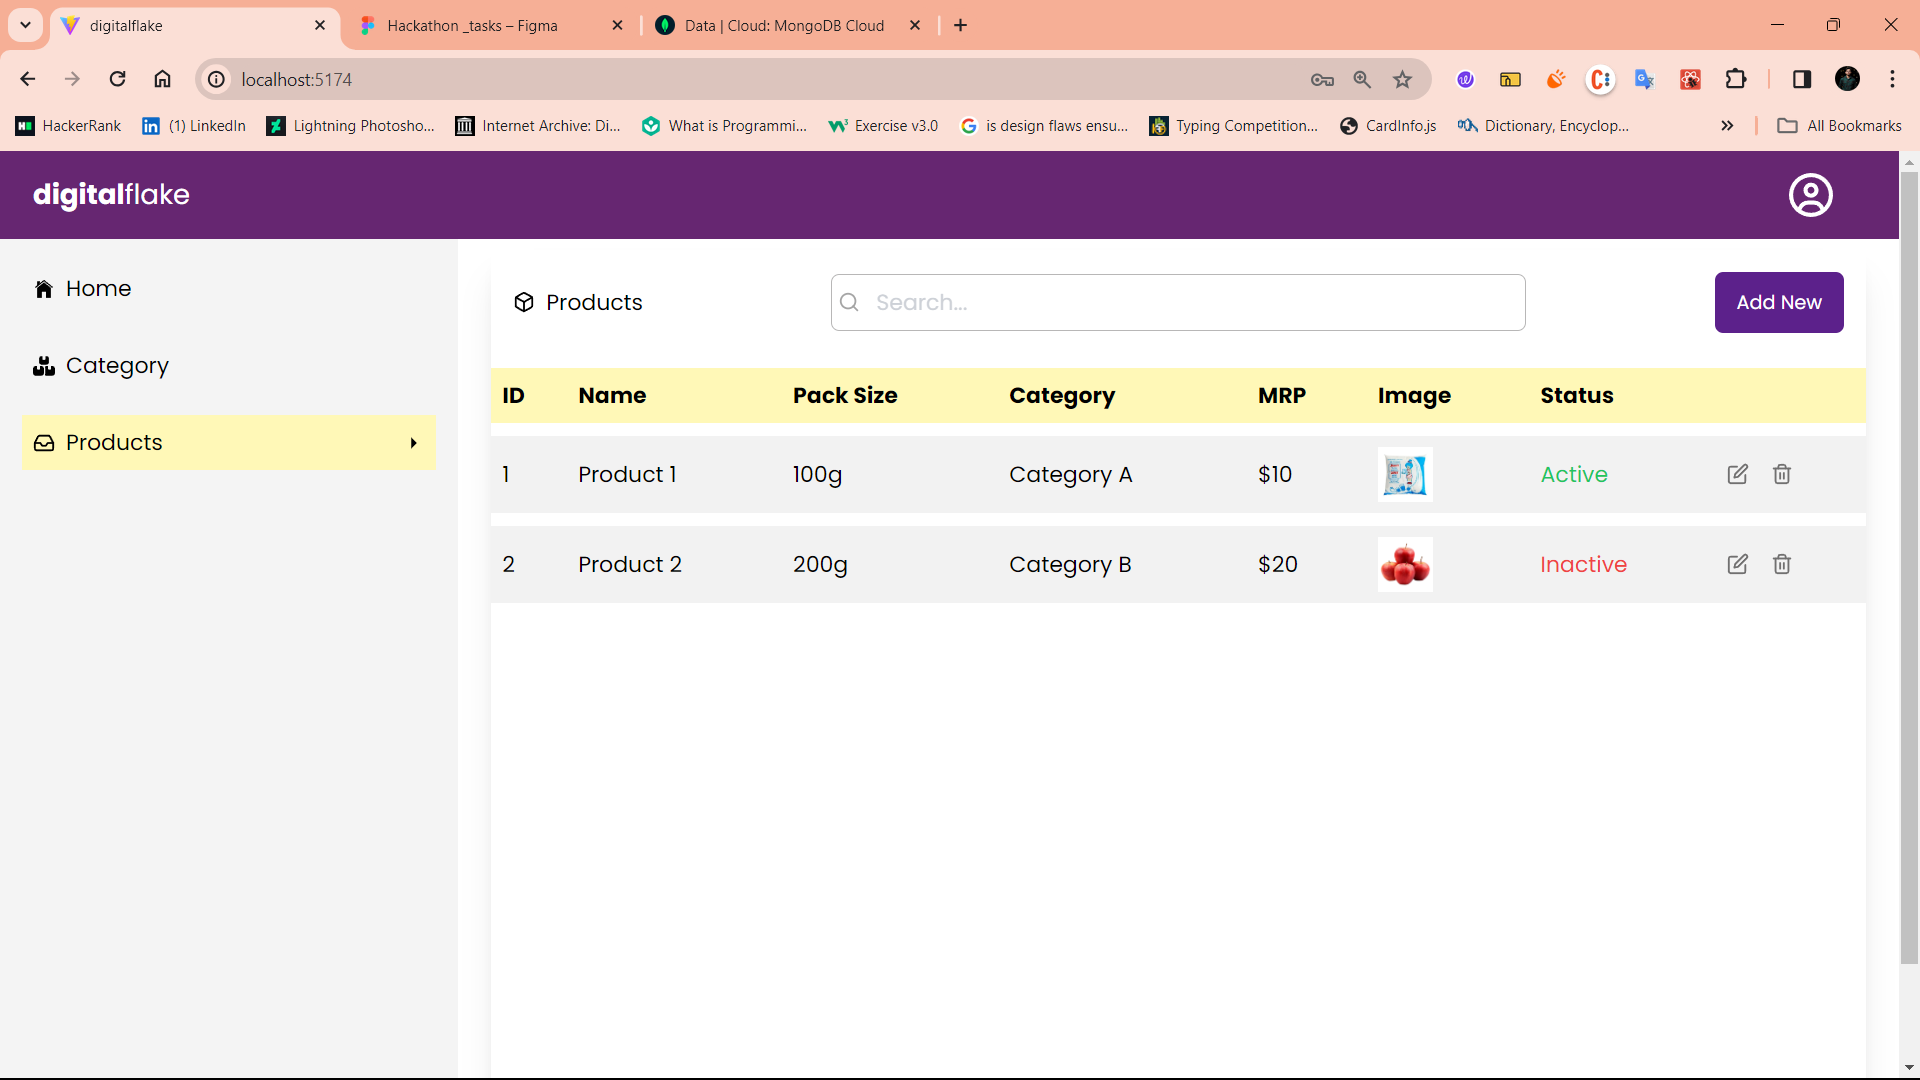 digitalflake
Hackathon _tasks – Figma
Data | Cloud: MongoDB Cloud
localhost:5174
HackerRank
(1) LinkedIn
Lightning Photosho...
Internet Archive: Di...
What is Programmi...
Exercise v3.0
is design flaws ensu...
Typing Competition...
CardInfo.js
Dictionary, Encyclop...
All Bookmarks
digitalflake
Home
Category
Products
Products
Search...
Add New
ID Name Pack Size Category MRP Image Status
1 Product 1 100g Category A $10 Active
2 Product 2 200g Category B $20 Inactive